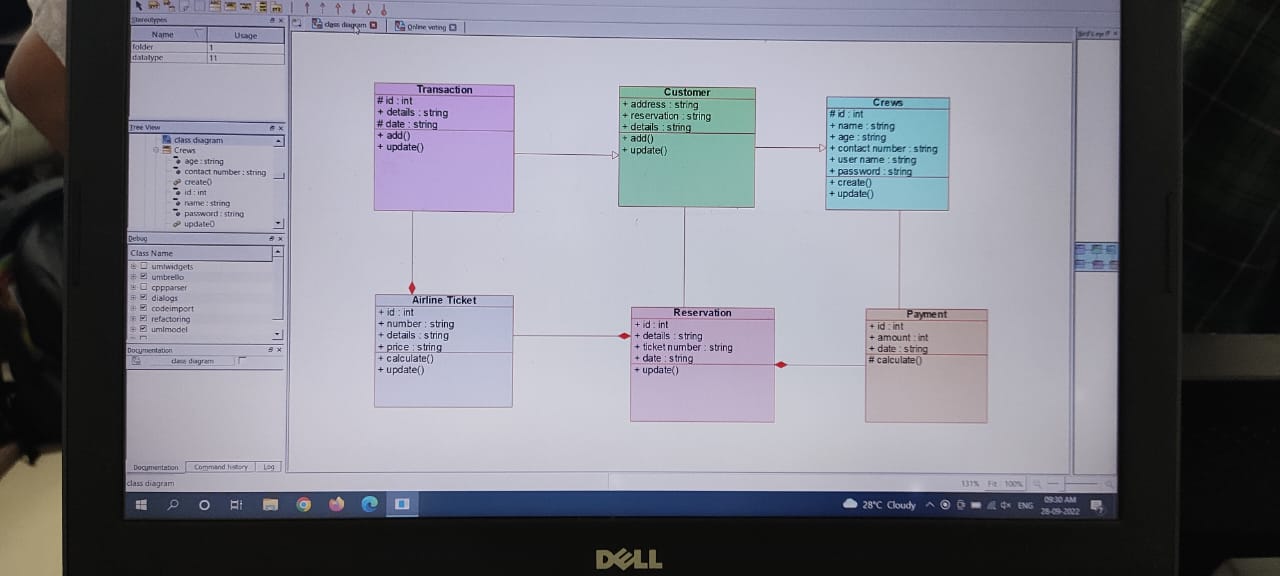 Stereotypes
Name Usage
folder 1
datatype 11
Tree View
class diagram
Crews
age : string
contact number : string
create()
id : int
name : string
password : string
update()
Debug
Class Name
umlwidgets
umbrello
cppparser
dialogs
codeimport
refactoring
umlmodel
Documentation
class diagram
Documentation Command history Log
class diagram
class diagram
Online voting
Transaction
# id : int
+ details : string
# date : string
+ add()
+ update()
Customer
+ address : string
+ reservation : string
+ details : string
+ add()
+ update()
Crews
# id : int
+ name : string
+ age : string
+ contact number : string
+ user name : string
+ password : string
+ create()
+ update()
Airline Ticket
+ id : int
+ number : string
+ details : string
+ price : string
+ calculate()
+ update()
Reservation
+ id : int
+ details : string
+ ticket number : string
+ date : string
+ update()
Payment
+ id : int
+ amount : int
+ date : string
# calculate()
131% Fit 100%
28°C Cloudy
ENG
09:30 AM
28-09-2022
DELL